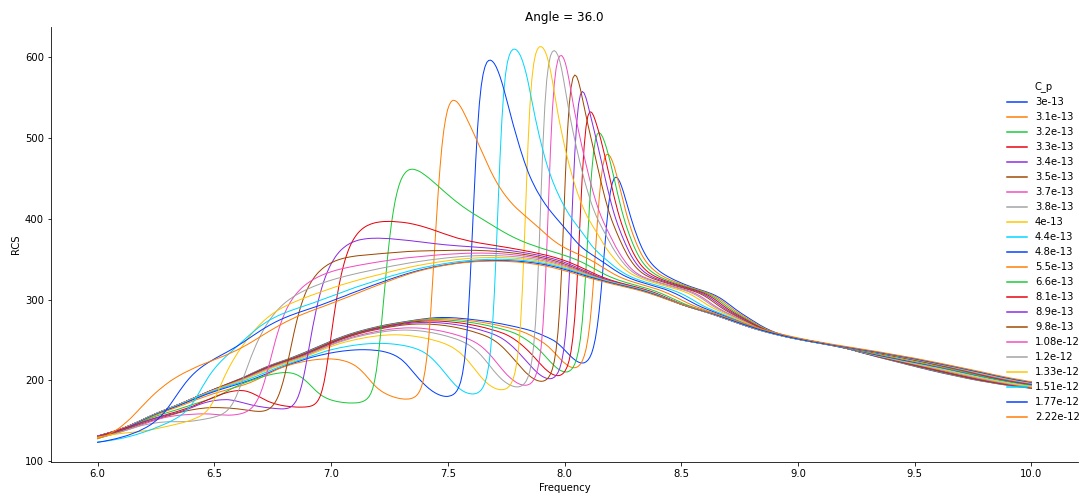 Angle = 36.0
600
500
400
300
200
100
RCS
6.0 6.5 7.0 7.5 8.0 8.5 9.0 9.5 10.0
Frequency
C_p
3e-13
3.1e-13
3.2e-13
3.3e-13
3.4e-13
3.5e-13
3.7e-13
3.8e-13
4e-13
4.4e-13
4.8e-13
5.5e-13
6.6e-13
8.1e-13
8.9e-13
9.8e-13
1.08e-12
1.2e-12
1.33e-12
1.51e-12
1.77e-12
2.22e-12